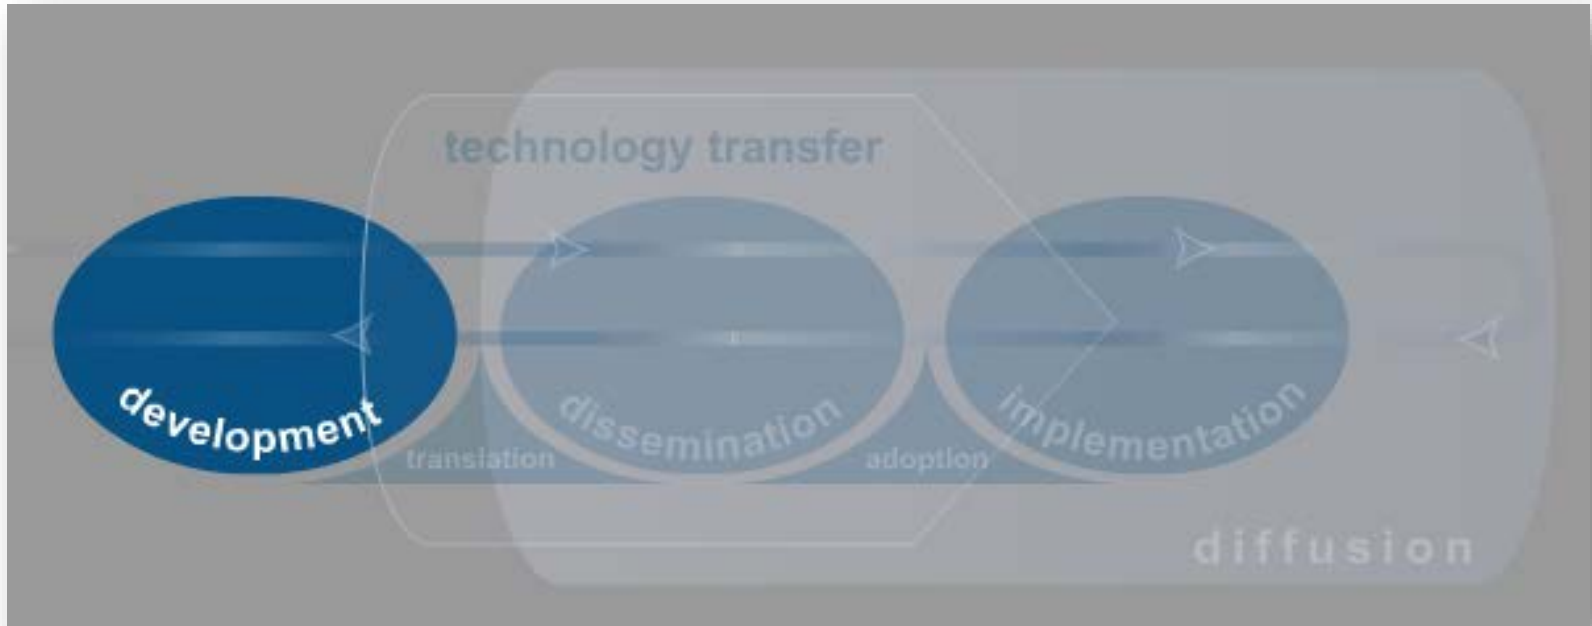 technology transfer
development
translation
dissemination
adoption
implementation
diffusion